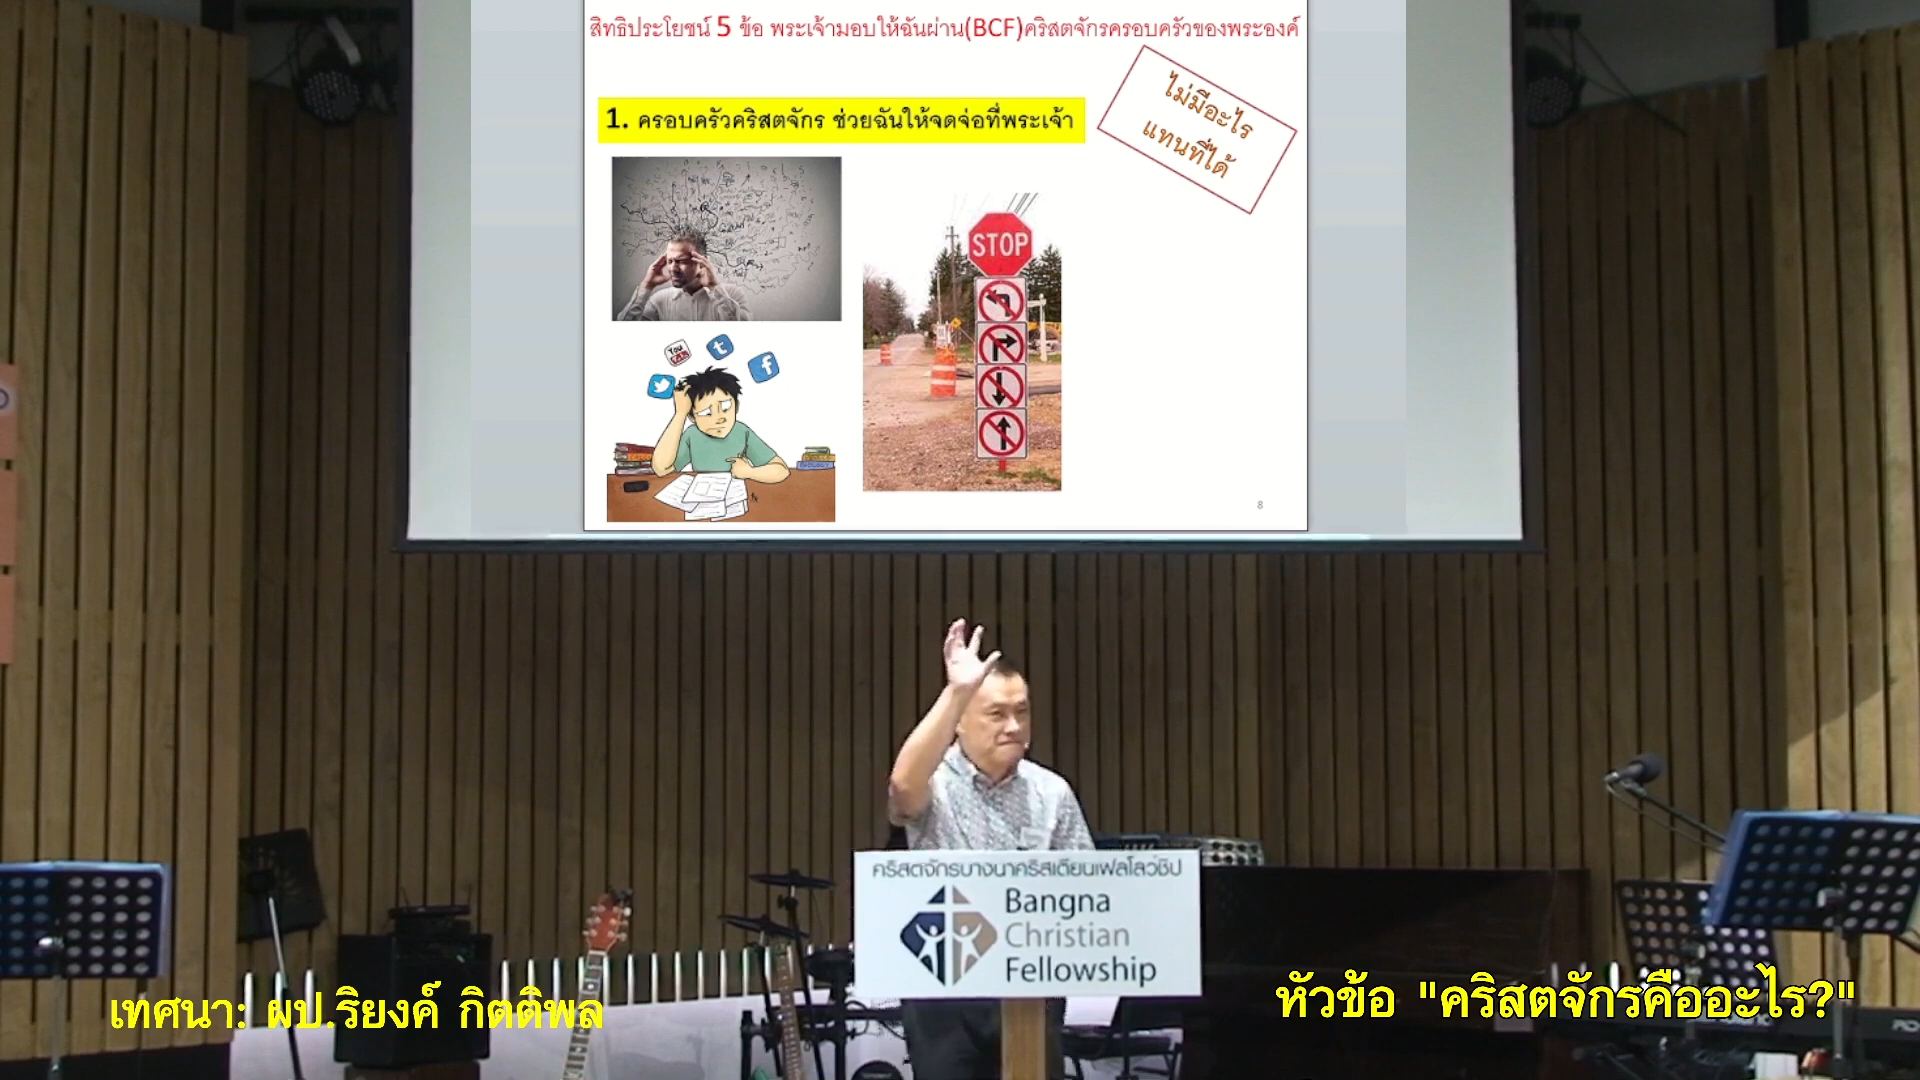 สิทธิประโยชน์ 5 ข้อ พระเจ้ามอบให้ฉันผ่าน(BCF)คริสตจักรครอบครัวของพระองค์
ไม่มีอะไร
แทนที่ได้
1. ครอบครัวคริสตจักร ช่วยฉันให้จดจ่อที่พระเจ้า
STOP
You
t
f
8
คริสตจักรบางนาคริสเตียนเฟลโลว์ชิป
Bangna
Christian
Fellowship
เทศนา: ผป.ริยงค์ กิตติพล
หัวข้อ "คริสตจักรคืออะไร?"